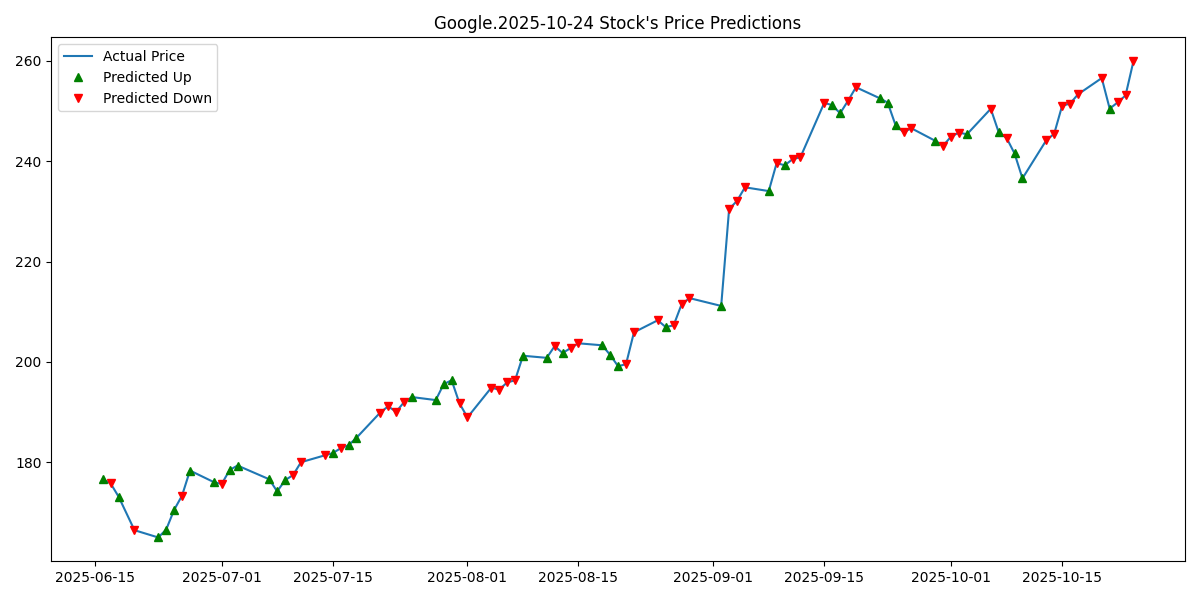 Google.2025-10-24 Stock's Price Predictions
Actual Price
Predicted Up
Predicted Down
260
240
220
200
180
2025-06-15 2025-07-01 2025-07-15 2025-08-01 2025-08-15 2025-09-01 2025-09-15 2025-10-01 2025-10-15